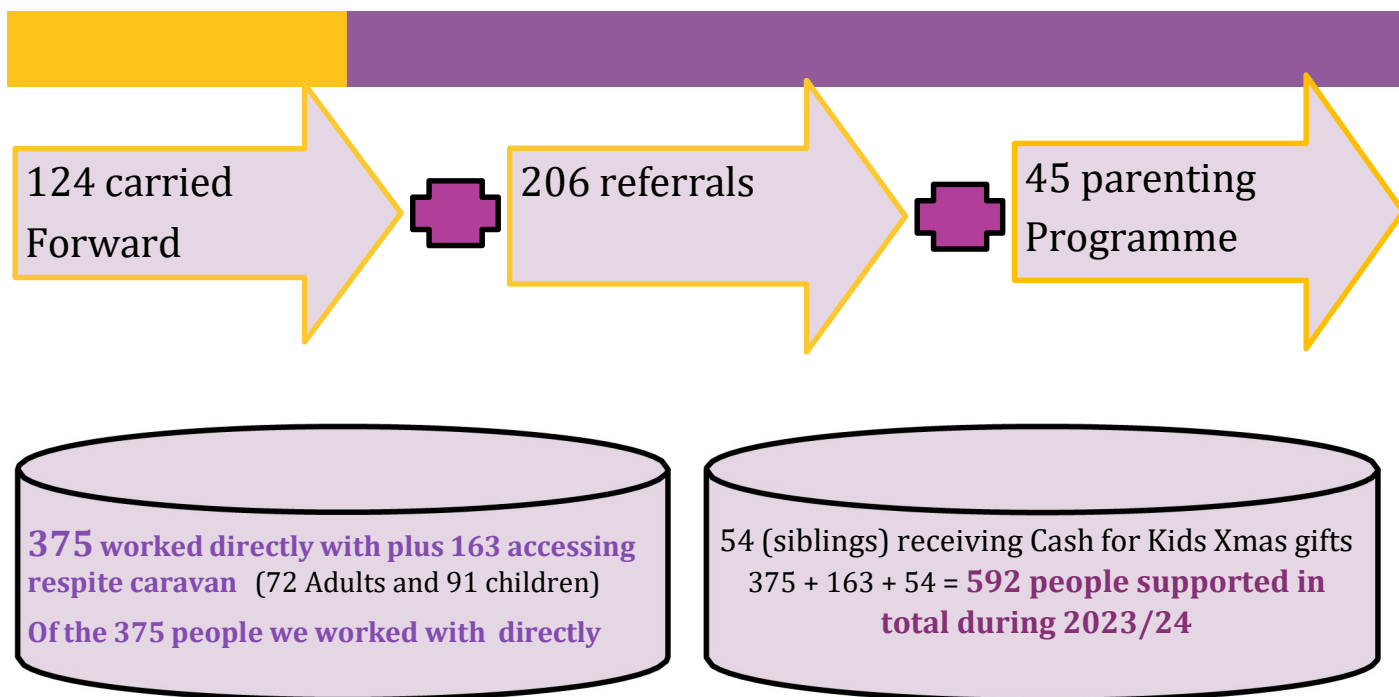 124 carried
Forward
206 referrals
45 parenting
Programme
375 worked directly with plus 163 accessing
respite caravan (72 Adults and 91 children)
Of the 375 people we worked with directly
54 (siblings) receiving Cash for Kids Xmas gifts
375 + 163 + 54 = 592 people supported in
total during 2023/24